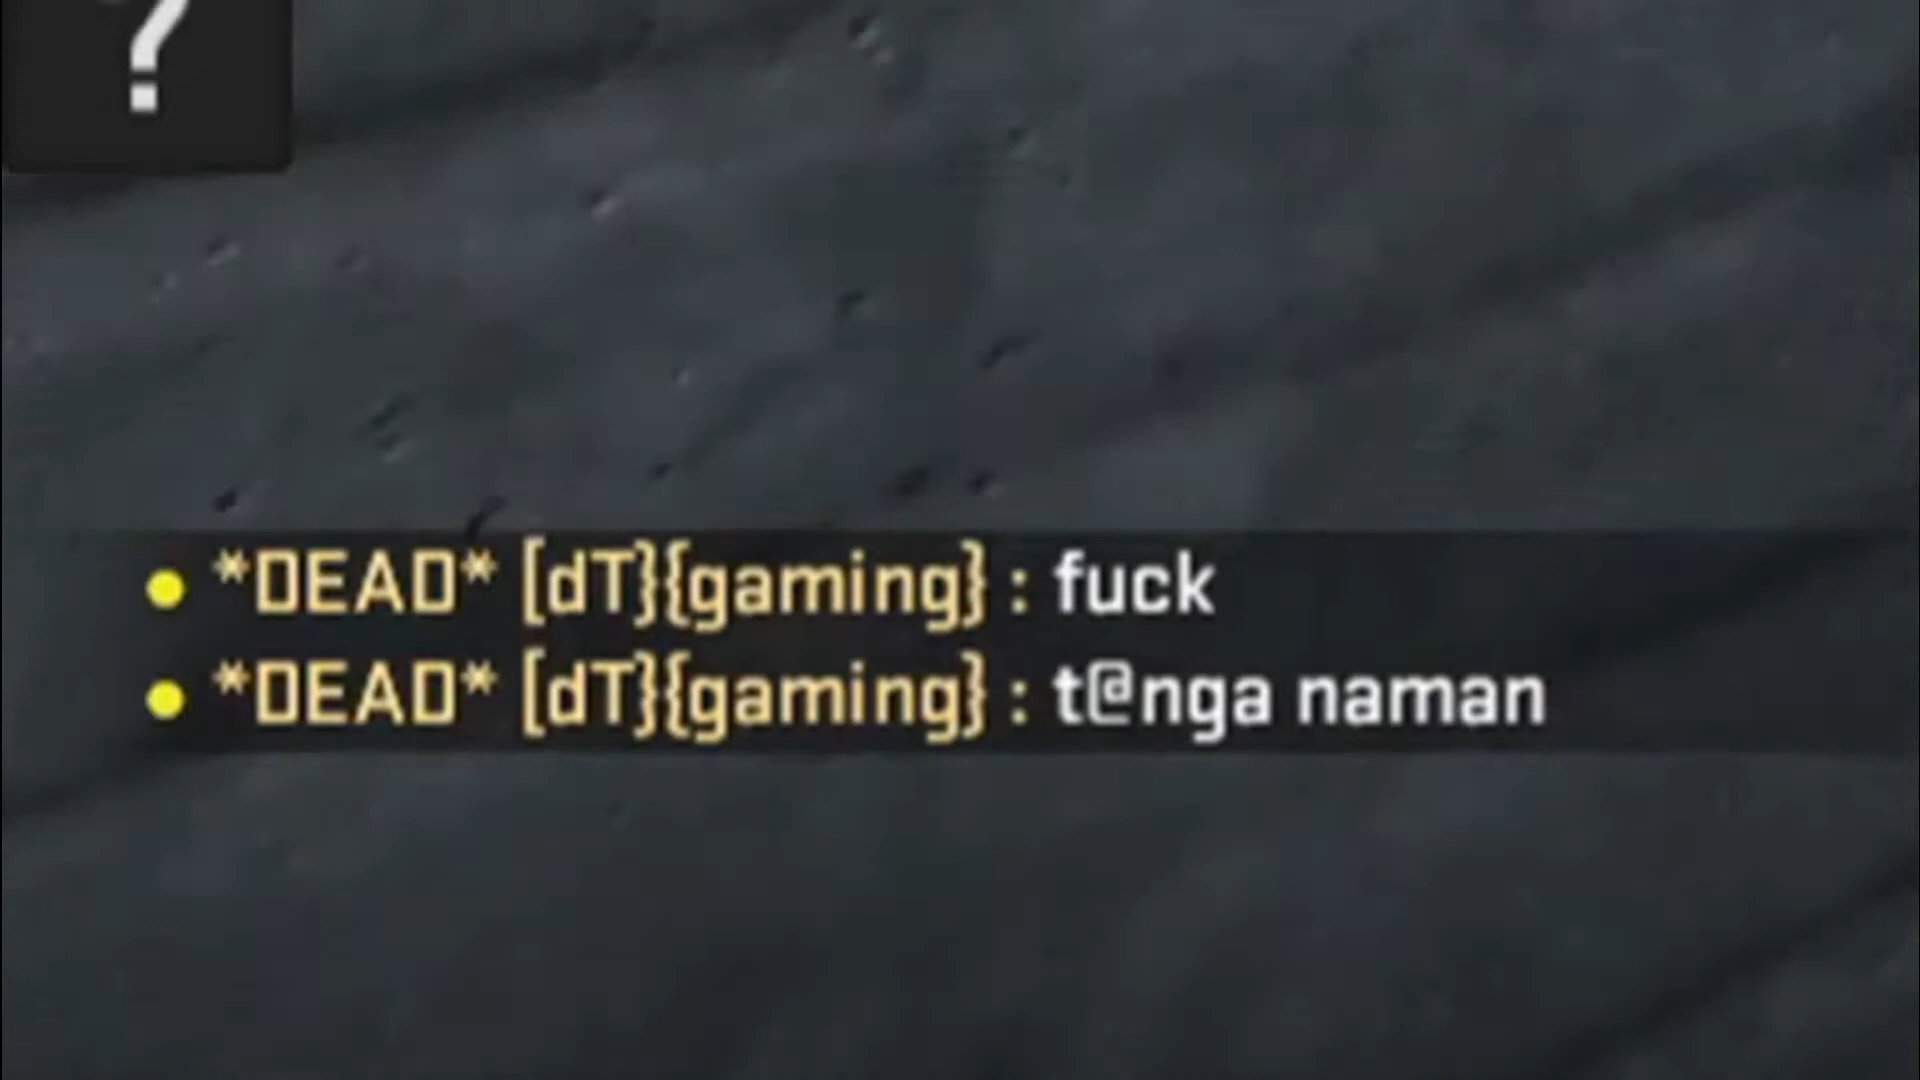 ?
*DEAD* [dT}{gaming} : fuck
*DEAD* [dT}{gaming} : t@nga naman